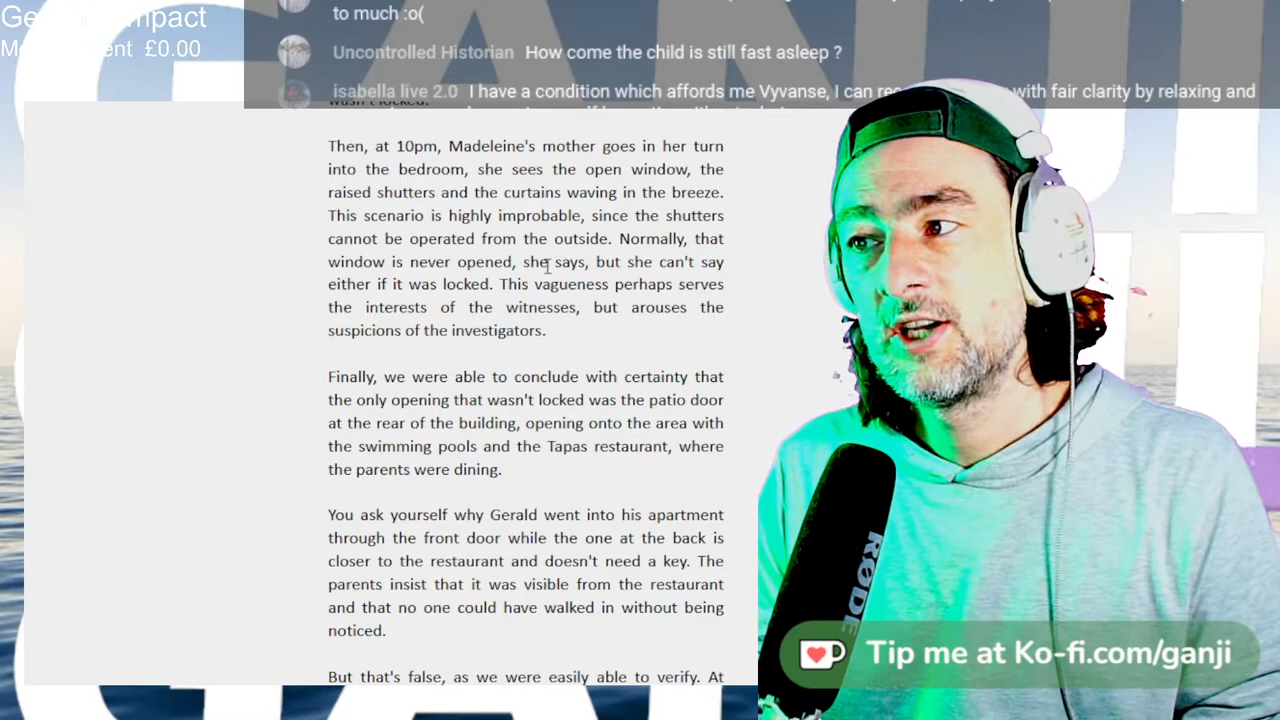 to much :o(
£0.00
Uncontrolled Historian How come the child is still fast asleep ?
isabella live 2.0 I have a condition which affords me Vyvanse, I can with fair clarity by relaxing and
Then, at 10pm, Madeleine's mother goes in her turn
into the bedroom, she sees the open window, the
raised shutters and the curtains waving in the breeze.
This scenario is highly improbable, since the shutters
cannot be operated from the outside. Normally, that
window is never opened, she says, but she can't say
either if it was locked. This vagueness perhaps serves
the interests of the witnesses, but arouses the
suspicions of the investigators.
Finally, we were able to conclude with certainty that
the only opening that wasn't locked was the patio door
at the rear of the building, opening onto the area with
the swimming pools and the Tapas restaurant, where
the parents were dining.
You ask yourself why Gerald went into his apartment
through the front door while the one at the back is
closer to the restaurant and doesn't need a key. The
parents insist that it was visible from the restaurant
and that no one could have walked in without being
noticed.
But that's false, as we were easily able to verify. At
RØDE
Tip me at Ko-fi.com/ganji